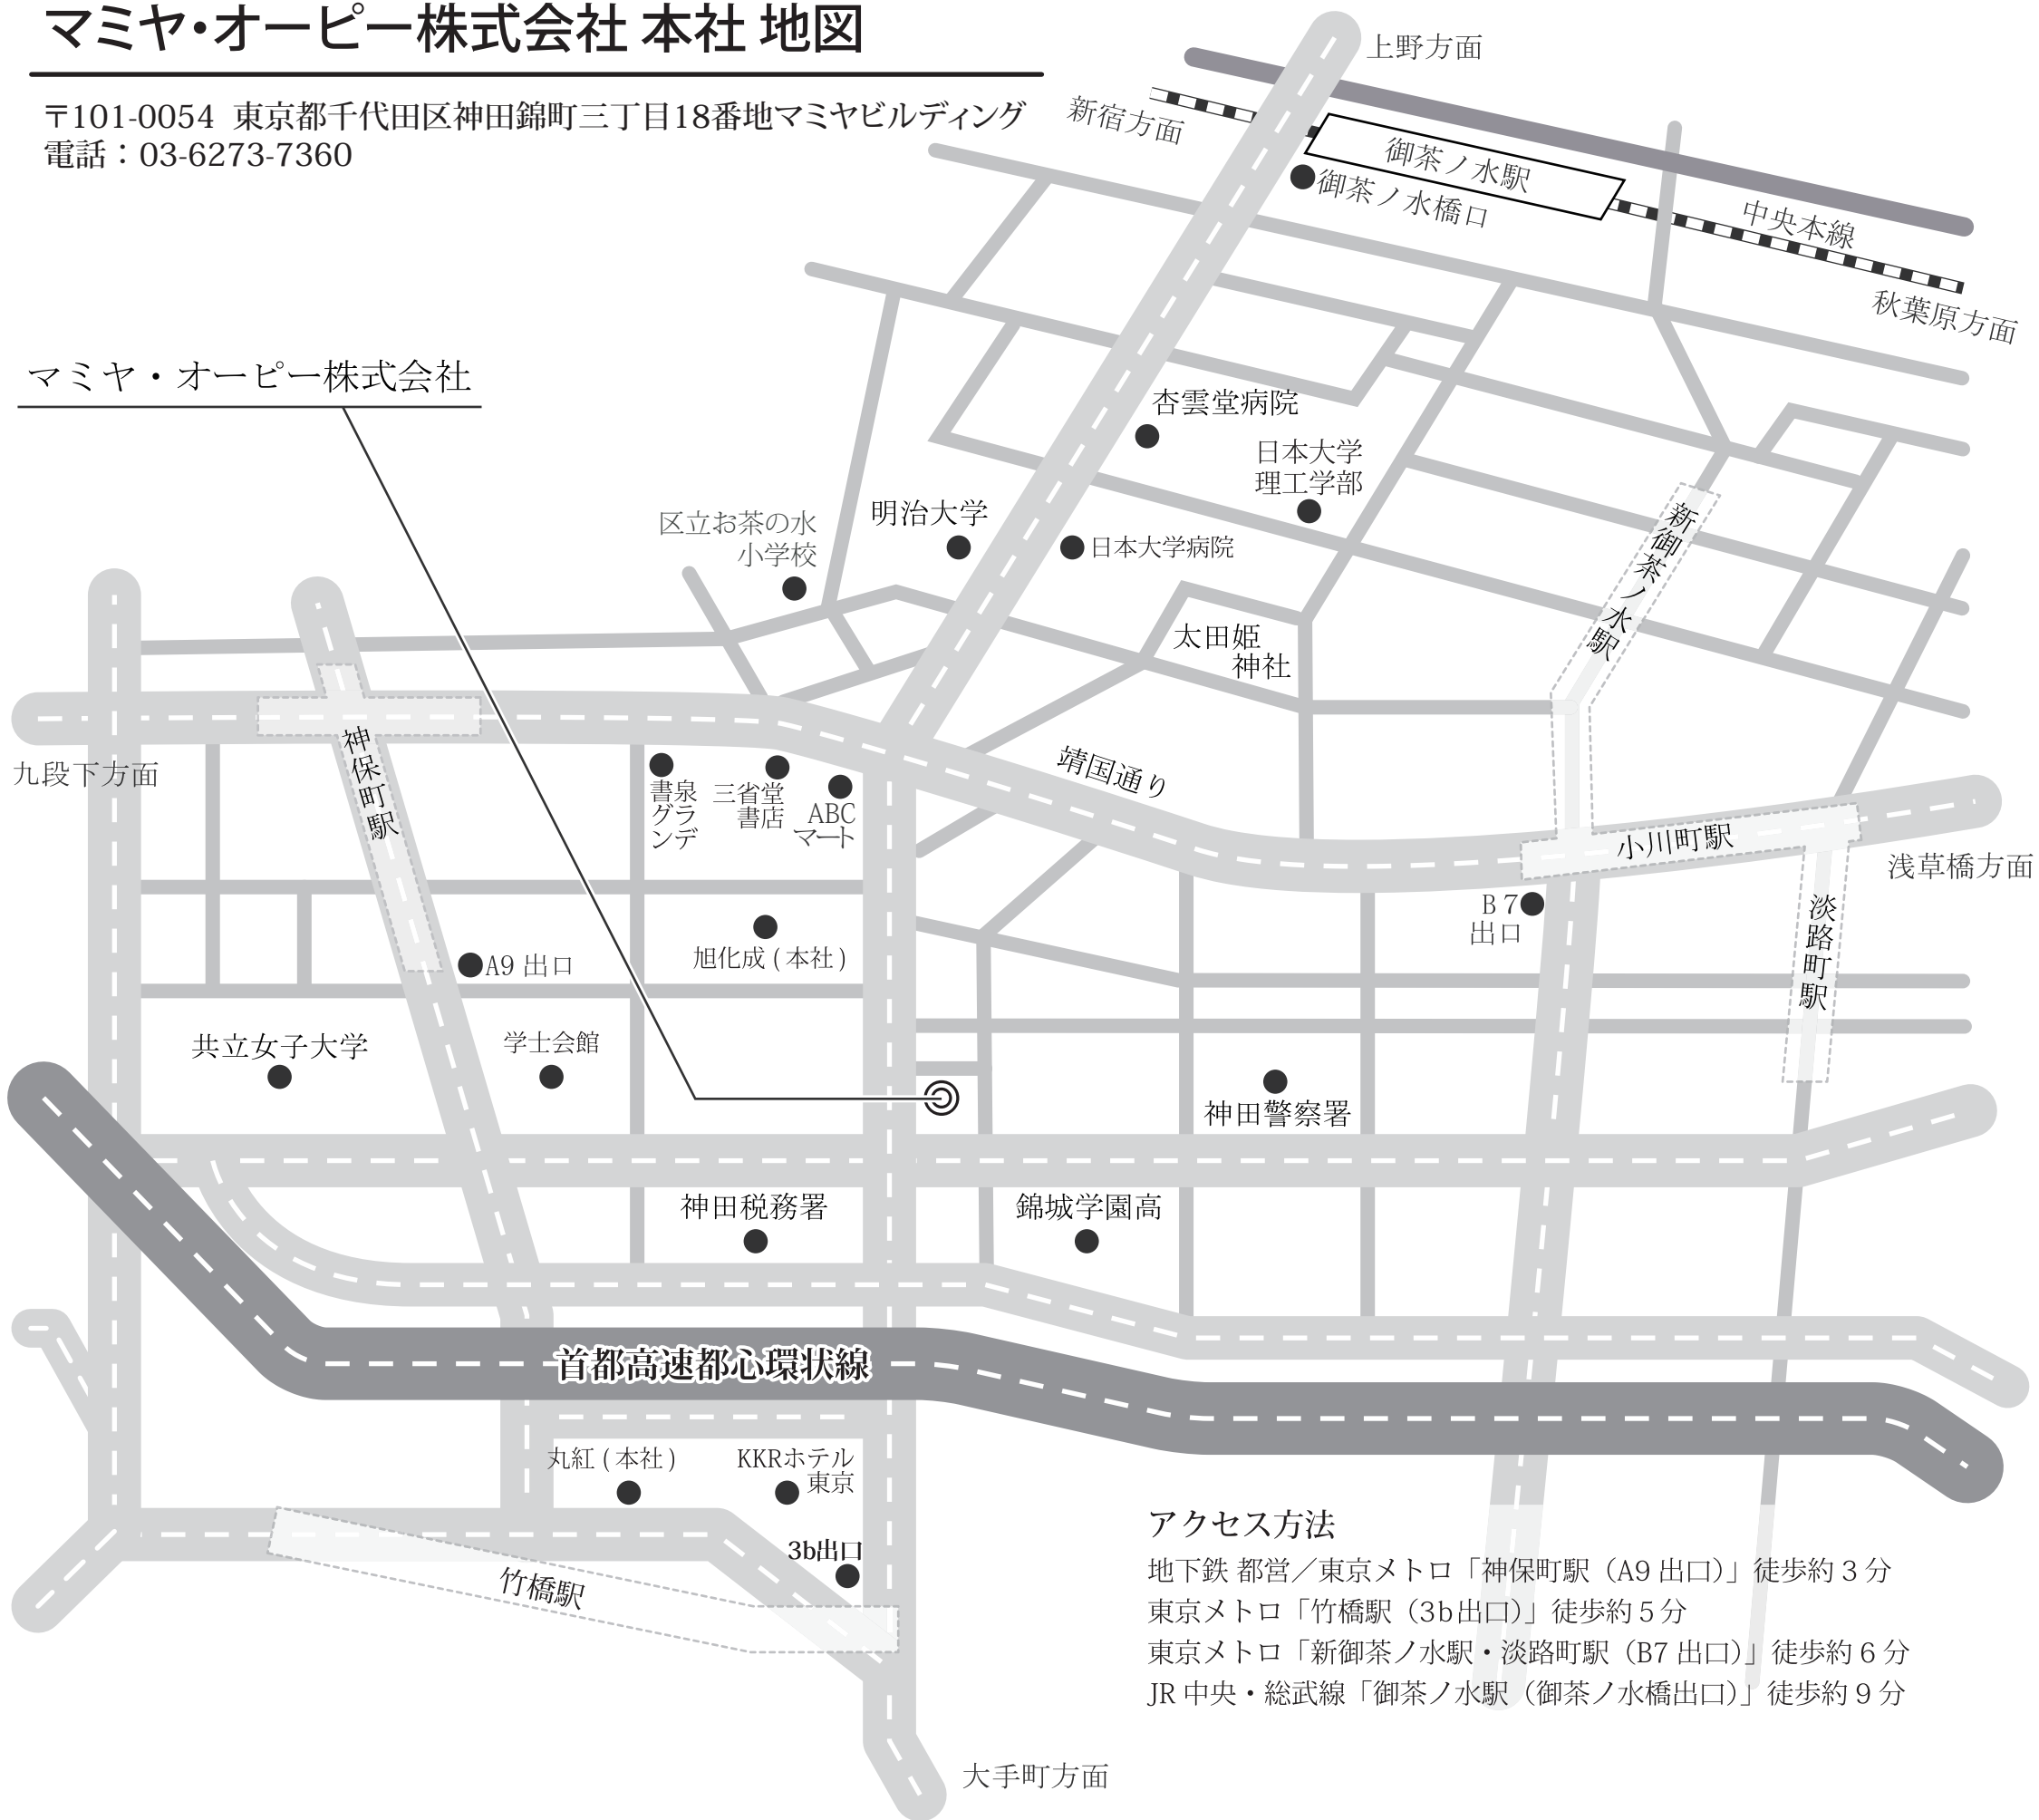 マミヤ・オーピー株式会社 本社 地図
〒101-0054 東京都千代田区神田錦町三丁目18番地マミヤビルディング
電話：03-6273-7360
上野方面
新宿方面
御茶ノ水駅
御茶ノ水橋口
中央本線
秋葉原方面
マミヤ・オーピー株式会社
杏雲堂病院
日本大学
理工学部
明治大学
区立お茶の水
小学校
日本大学病院
新御茶ノ水駅
太田姫
神社
九段下方面
神保町駅
靖国通り
書泉
グラ
ンデ
三省堂
書店
ABC
マート
小川町駅
浅草橋方面
B7
出口
淡路町駅
旭化成(本社)
A9 出口
共立女子大学
学士会館
神田警察署
神田税務署
錦城学園高
首都高速都心環状線
丸紅(本社)
KKRホテル
東京
3b出口
竹橋駅
アクセス方法
地下鉄 都営／東京メトロ「神保町駅（A9 出口）」徒歩約 3 分
東京メトロ「竹橋駅（3b出口）」徒歩約 5 分
東京メトロ「新御茶ノ水駅・淡路町駅（B7 出口）」徒歩約 6 分
JR 中央・総武線「御茶ノ水駅（御茶ノ水橋出口）」徒歩約 9 分
大手町方面